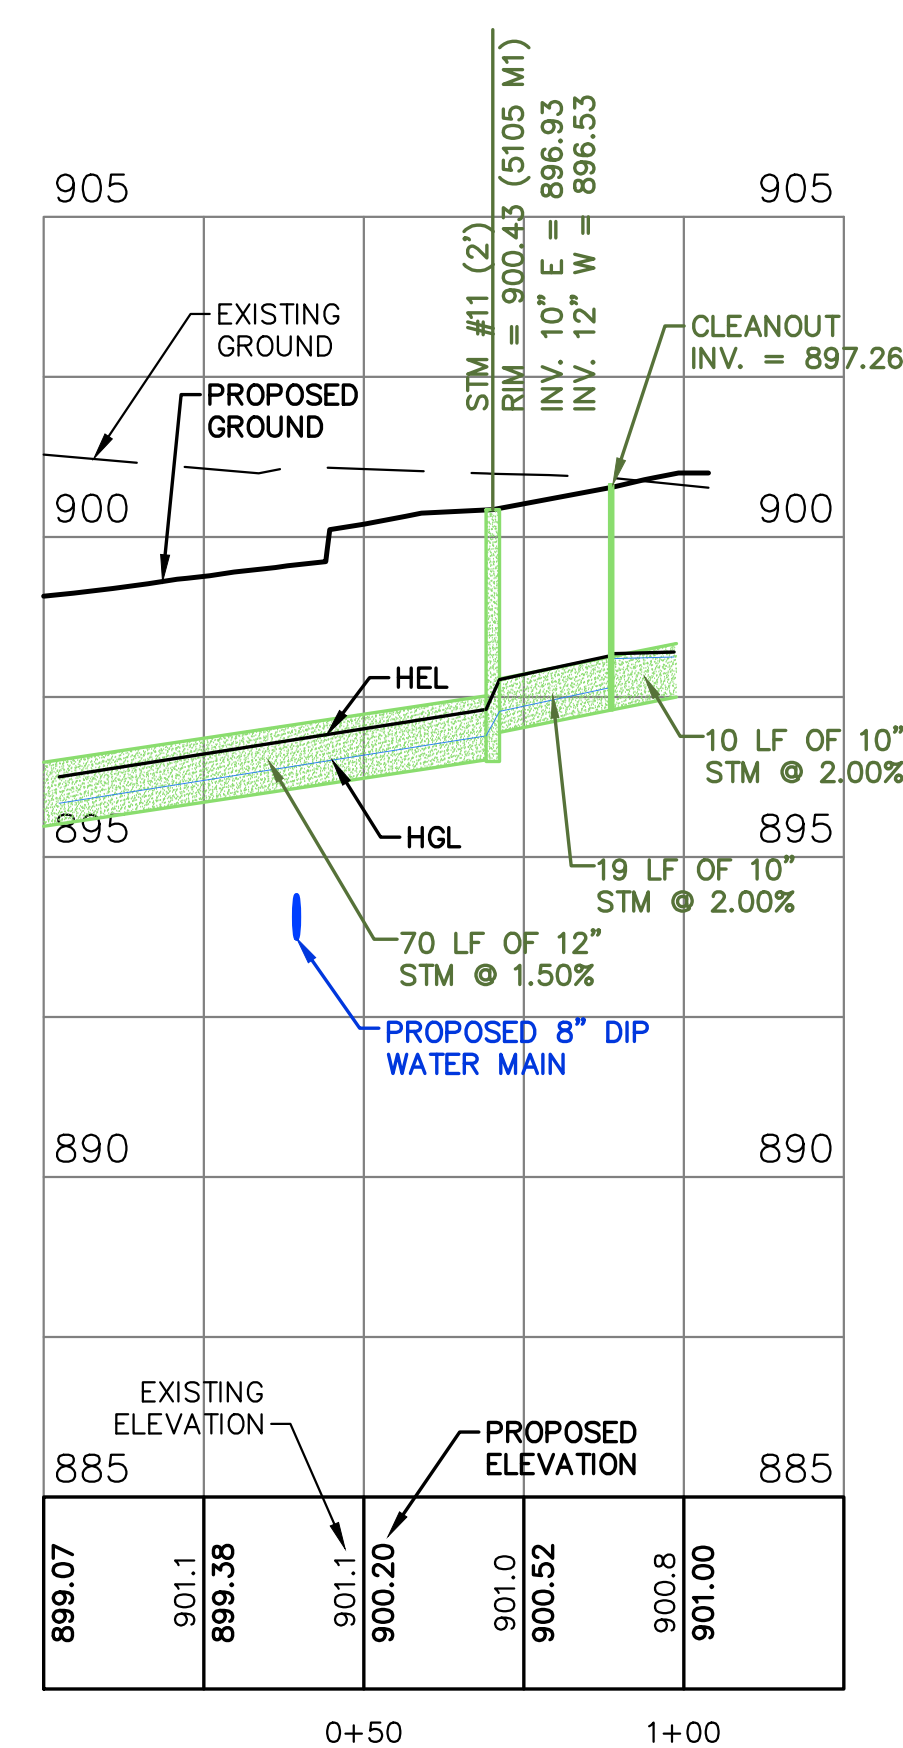 STM #11 (2')
RIM = 900.43 (5105 M1)
INV. 10" E = 896.93
INV. 12" W = 896.53
905
905
EXISTING
GROUND
CLEANOUT
INV. = 897.26
PROPOSED
GROUND
900
900
HEL
10 LF OF 10"
STM @ 2.00%
895
895
HGL
19 LF OF 10"
STM @ 2.00%
70 LF OF 12"
STM @ 1.50%
PROPOSED 8" DIP
WATER MAIN
890
890
EXISTING
ELEVATION
PROPOSED
ELEVATION
885
885
899.07
901.1
899.38
901.1
900.20
901.0
900.52
900.8
901.00
0+50
1+00